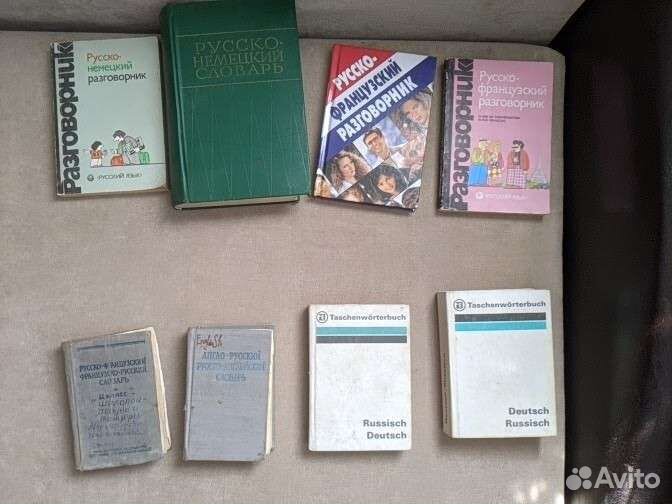 Разговорник
Русско-
немецкий
разговорник
«РУССКИЙ ЯЗЫК»
РУССКО-
НЕМЕЦКИЙ
СЛОВАРЬ
РУССКО-
ФРАНЦУЗСКИЙ
РАЗГОВОРНИК
Разговорник
Русско-
французский
разговорник
«РУССКИЙ ЯЗЫК»
РУССКО-ФРАНЦУЗСКИЙ
ФРАНЦУЗСКО-РУССКИЙ
СЛОВАРЬ
English
АНГЛО-РУССКИЙ
РУССКО-АНГЛИЙСКИЙ
СЛОВАРЬ
Taschenwörterbuch
Russisch
Deutsch
Taschenwörterbuch
Deutsch
Russisch
Avito